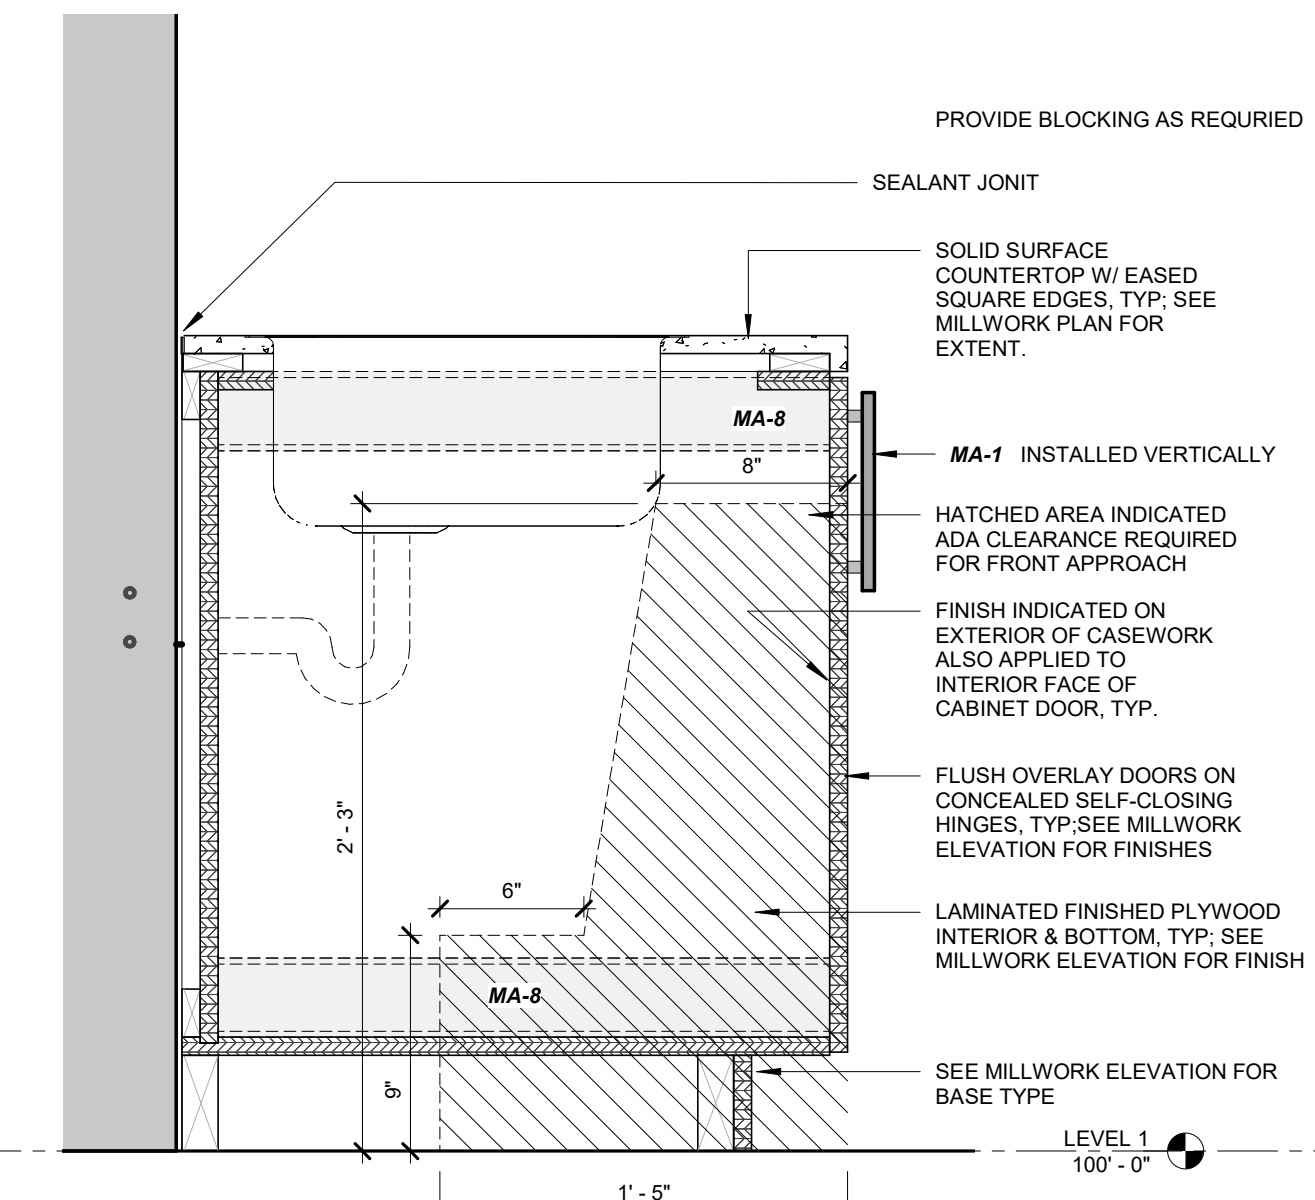 PROVIDE BLOCKING AS REQURIED
SEALANT JONIT
SOLID SURFACE
COUNTERTOP W/ EASED
SQUARE EDGES, TYP; SEE
MILLWORK PLAN FOR
EXTENT.
MA-8
MA-1 INSTALLED VERTICALLY
8"
HATCHED AREA INDICATED
ADA CLEARANCE REQUIRED
FOR FRONT APPROACH
FINISH INDICATED ON
EXTERIOR OF CASEWORK
ALSO APPLIED TO
INTERIOR FACE OF
CABINET DOOR, TYP.
FLUSH OVERLAY DOORS ON
CONCEALED SELF-CLOSING
HINGES, TYP;SEE MILLWORK
ELEVATION FOR FINISHES
2' - 3"
6"
LAMINATED FINISHED PLYWOOD
INTERIOR & BOTTOM, TYP; SEE
MILLWORK ELEVATION FOR FINISH
MA-8
9"
SEE MILLWORK ELEVATION FOR
BASE TYPE
LEVEL 1
100' - 0"
1' - 5"